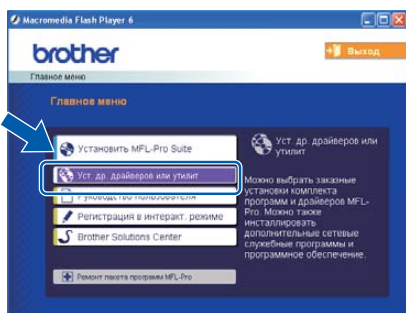 Macromedia Flash Player 6
brother
Выход
Главное меню
Главное меню
Установить MFL-Pro Suite
Уст. др. драйверов или утилит
Руководство пользователя
Регистрация в интеракт. режиме
Brother Solutions Center
Ремонт пакета программ MFL-Pro
Уст. др. драйверов или
утилит
Можно выбрать заказные
установки комплекта
программ и драйверов MFL-
Pro. Можно также
инсталлировать
дополнительные сетевые
служебные программы и
программное обеспечение.